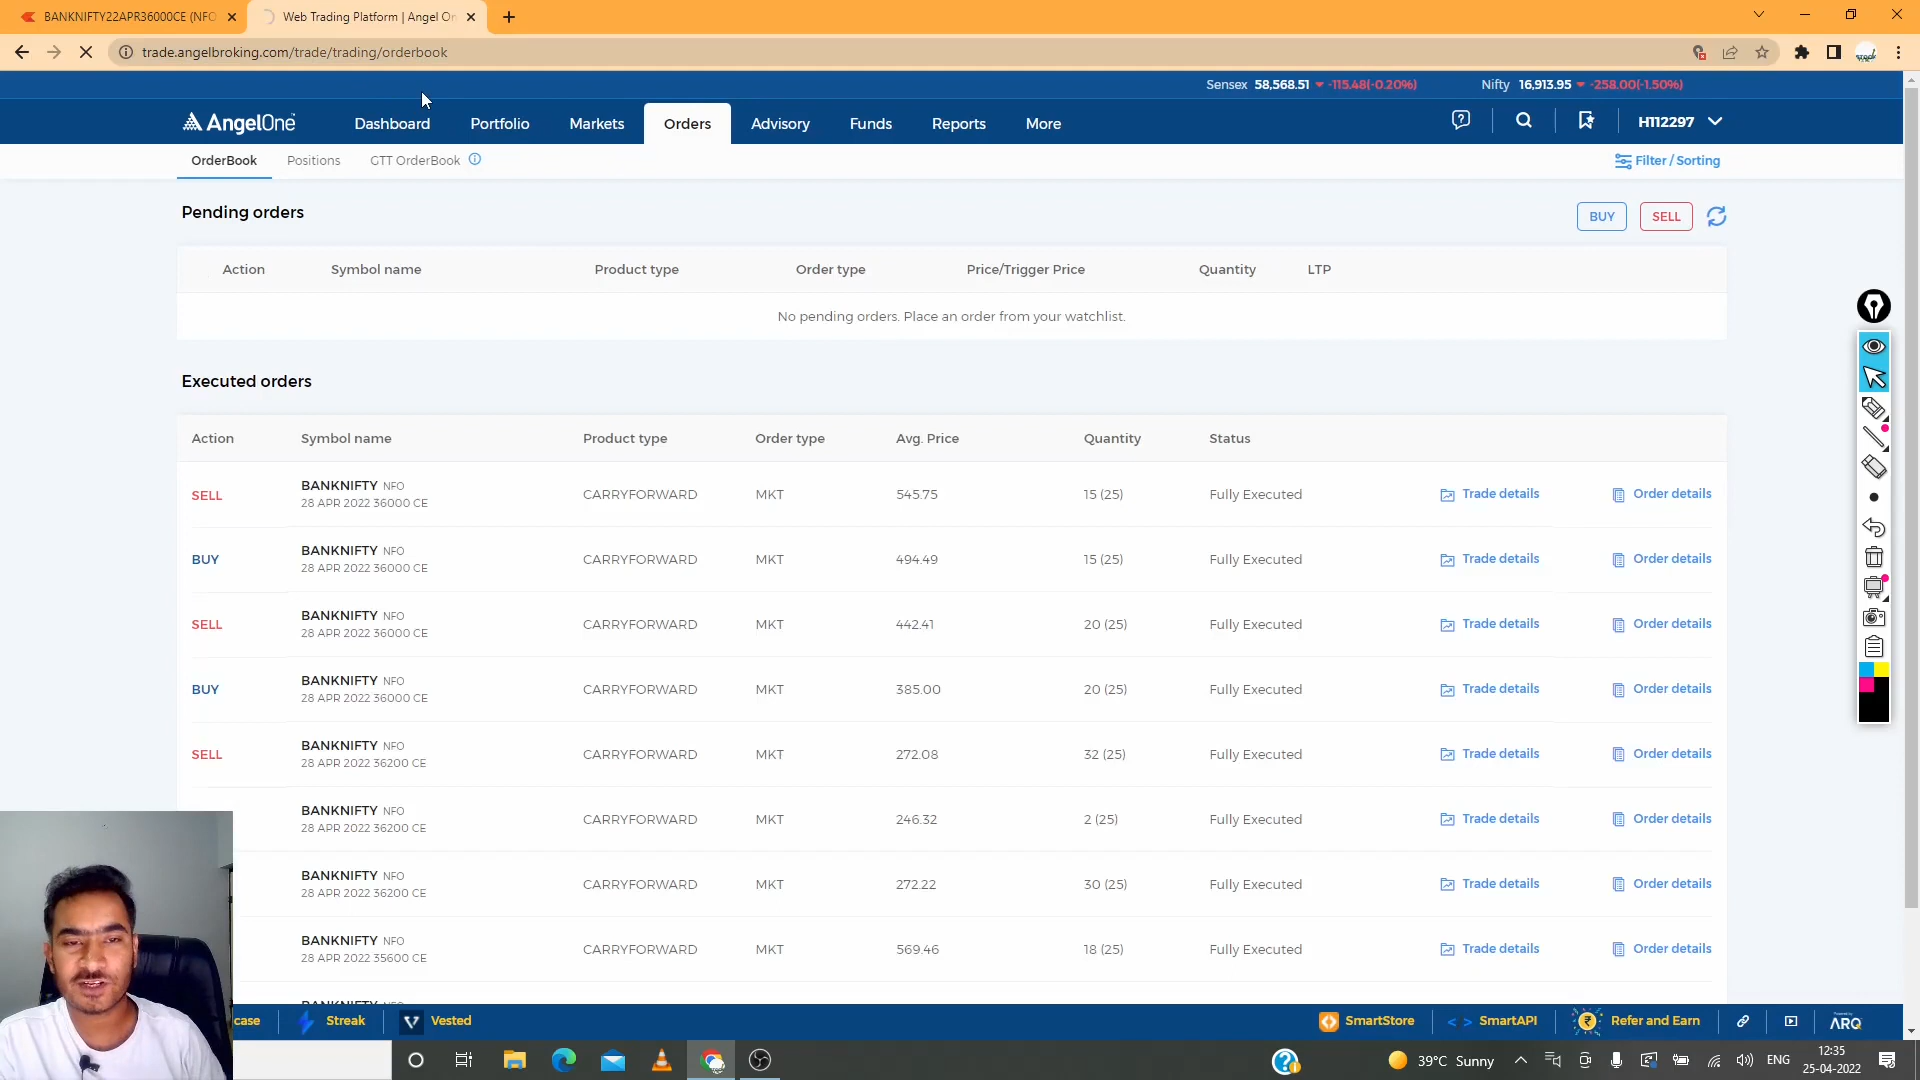 BANKNIFTY22APR36000CE (NFO
Web Trading Platform | Angel On
trade.angelbroking.com/trade/trading/orderbook
Sensex 58,568.51 -115.48(-0.20%) Nifty 16,913.95 -258.00(-1.50%)
AngelOne Dashboard Portfolio Markets Orders Advisory Funds Reports More H112297
OrderBook Positions GTT OrderBook Filter / Sorting
Pending orders BUY SELL
Action Symbol name Product type Order type Price/Trigger Price Quantity LTP
No pending orders. Place an order from your watchlist.
Executed orders
Action Symbol name Product type Order type Avg. Price Quantity Status
SELL BANKNIFTY NFO CARRYFORWARD MKT 545.75 15 (25) Fully Executed Trade details Order details
28 APR 2022 36000 CE
BUY BANKNIFTY NFO CARRYFORWARD MKT 494.49 15 (25) Fully Executed Trade details Order details
28 APR 2022 36000 CE
SELL BANKNIFTY NFO CARRYFORWARD MKT 442.41 20 (25) Fully Executed Trade details Order details
28 APR 2022 36000 CE
BUY BANKNIFTY NFO CARRYFORWARD MKT 385.00 20 (25) Fully Executed Trade details Order details
28 APR 2022 36000 CE
SELL BANKNIFTY NFO CARRYFORWARD MKT 272.08 32 (25) Fully Executed Trade details Order details
28 APR 2022 36200 CE
BANKNIFTY NFO CARRYFORWARD MKT 246.32 2 (25) Fully Executed Trade details Order details
28 APR 2022 36200 CE
BANKNIFTY NFO CARRYFORWARD MKT 272.22 30 (25) Fully Executed Trade details Order details
28 APR 2022 36200 CE
BANKNIFTY NFO CARRYFORWARD MKT 569.46 18 (25) Fully Executed Trade details Order details
28 APR 2022 35600 CE
BANKNIFTY NFO
case Streak Vested SmartStore SmartAPI Refer and Earn ARQ
39°C Sunny ENG 12:35
25-04-2022